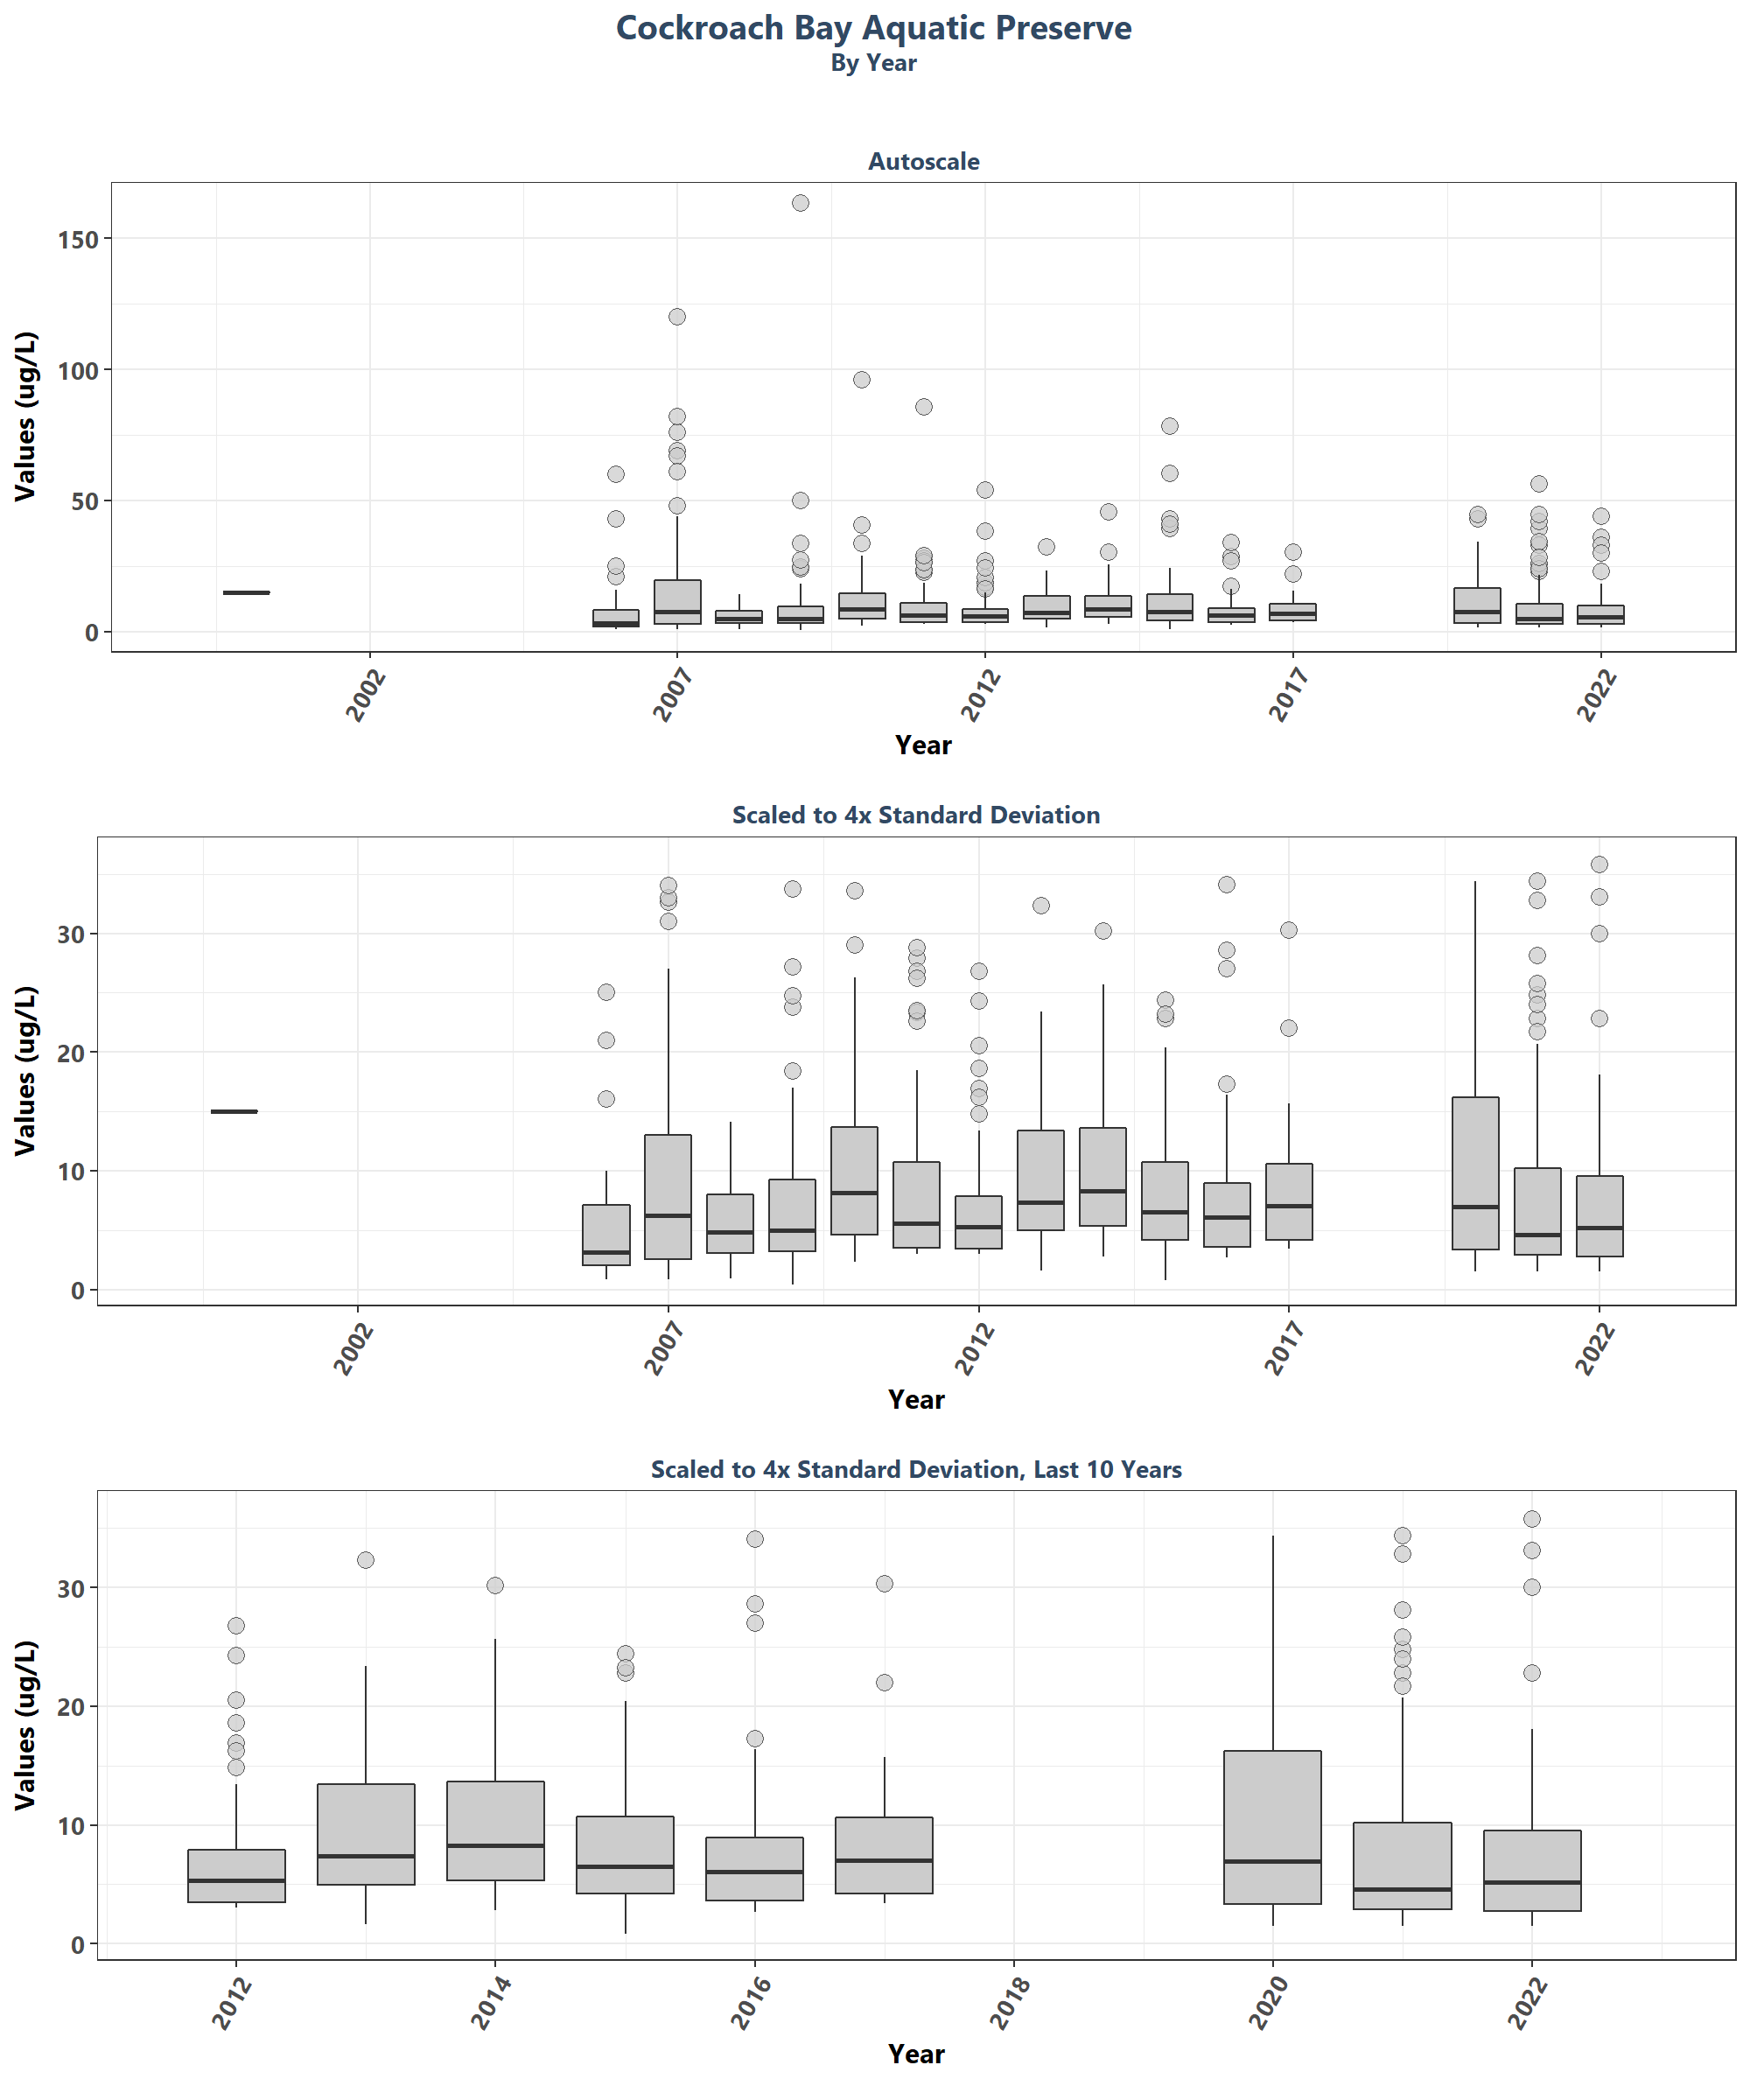 Cockroach Bay Aquatic Preserve
By Year
Autoscale
Values (ug/L)
150
100
50
0
2002
2007
2012
2017
2022
Year
Scaled to 4x Standard Deviation
Values (ug/L)
30
20
10
0
2002
2007
2012
2017
2022
Year
Scaled to 4x Standard Deviation, Last 10 Years
Values (ug/L)
30
20
10
0
2012
2014
2016
2018
2020
2022
Year